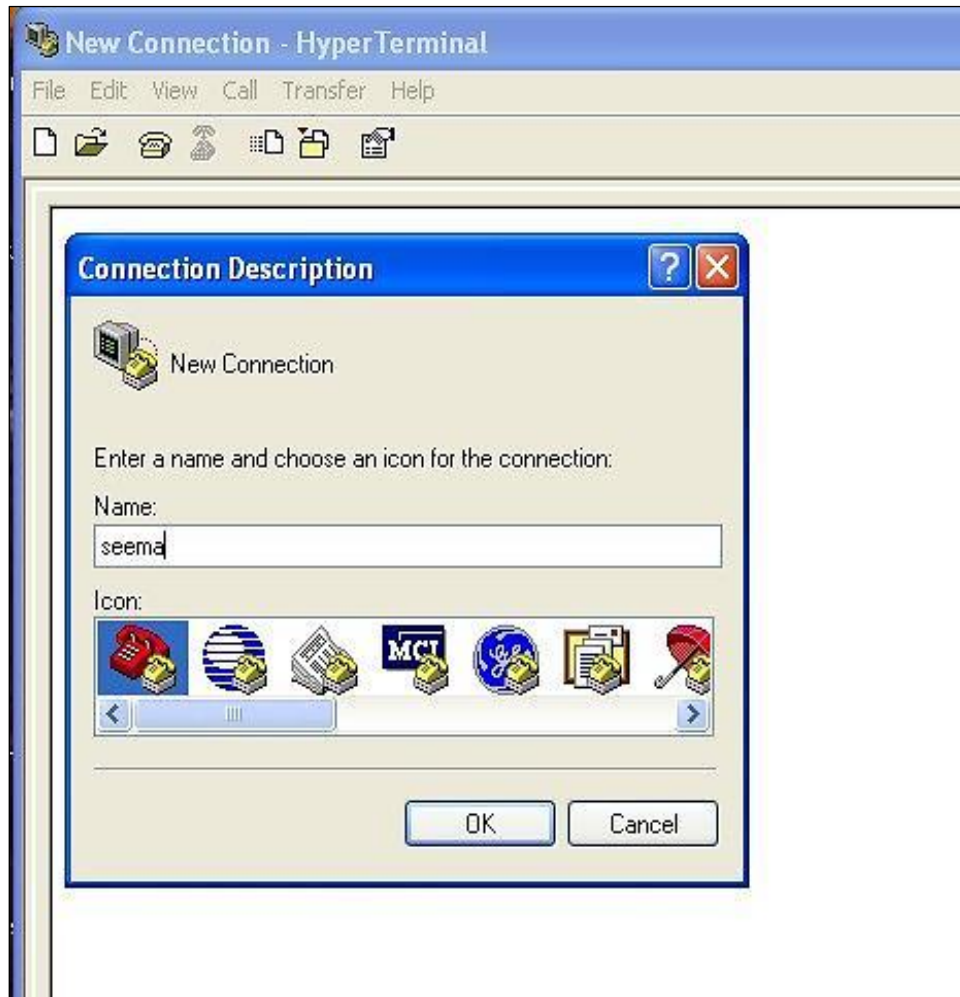 New Connection - HyperTerminal
File Edit View Call Transfer Help
Connection Description
New Connection
Enter a name and choose an icon for the connection:
Name:
seema
Icon:
MCI
OK Cancel